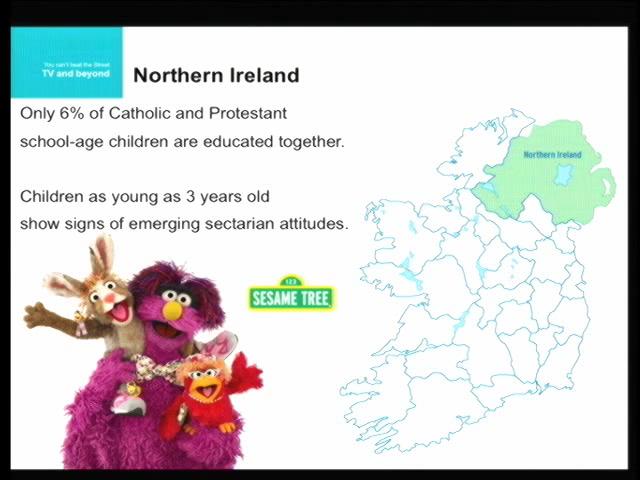 You can't beat the Street
TV and beyond
Northern Ireland
Only 6% of Catholic and Protestant
school-age children are educated together.
Children as young as 3 years old
show signs of emerging sectarian attitudes.
Northern Ireland
123
SESAME TREE